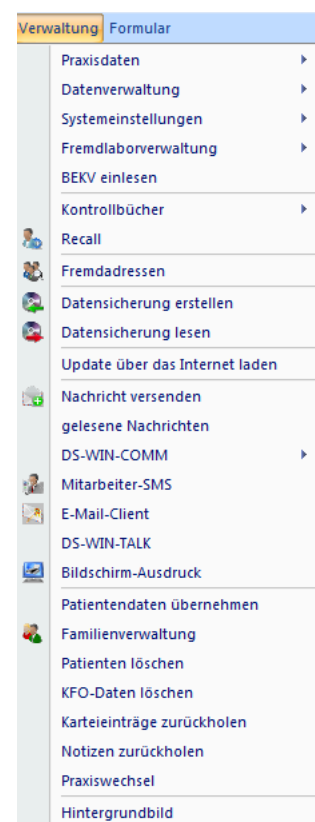 Verwaltung Formular
Praxisdaten
Datenverwaltung
Systemeinstellungen
Fremdlaborverwaltung
BEKV einlesen
Kontrollbücher
Recall
Fremdadressen
Datensicherung erstellen
Datensicherung lesen
Update über das Internet laden
Nachricht versenden
gelesene Nachrichten
DS-WIN-COMM
Mitarbeiter-SMS
E-Mail-Client
DS-WIN-TALK
Bildschirm-Ausdruck
Patientendaten übernehmen
Familienverwaltung
Patienten löschen
KFO-Daten löschen
Karteieinträge zurückholen
Notizen zurückholen
Praxiswechsel
Hintergrundbild